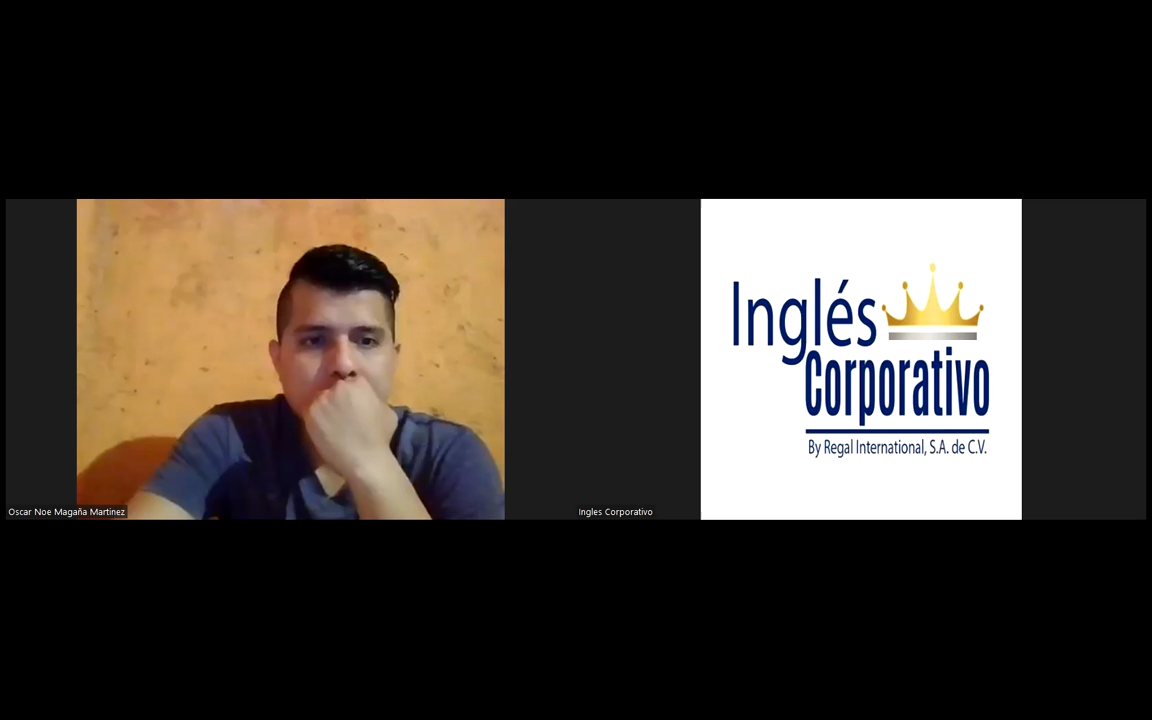 Inglés
Corporativo
By Regal International, S.A. de C.V.
Oscar Noe Magaña Martinez
Ingles Corporativo